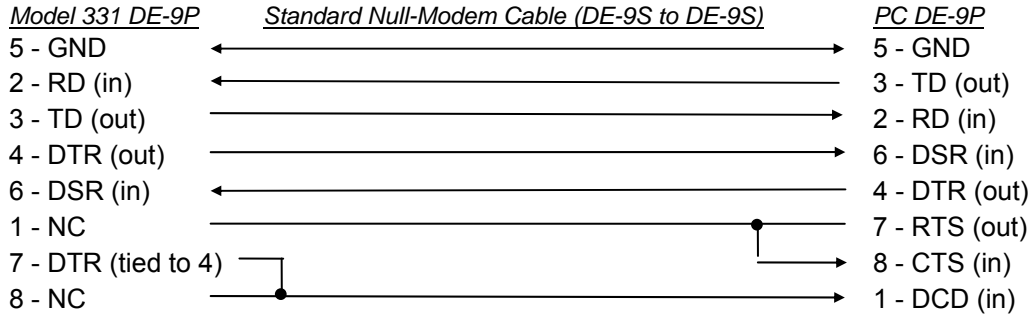 Model 331 DE-9P Standard Null-Modem Cable (DE-9S to DE-9S) PC DE-9P
5 - GND 5 - GND
2 - RD (in) 3 - TD (out)
3 - TD (out) 2 - RD (in)
4 - DTR (out) 6 - DSR (in)
6 - DSR (in) 4 - DTR (out)
1 - NC 7 - RTS (out)
7 - DTR (tied to 4) 8 - CTS (in)
8 - NC 1 - DCD (in)